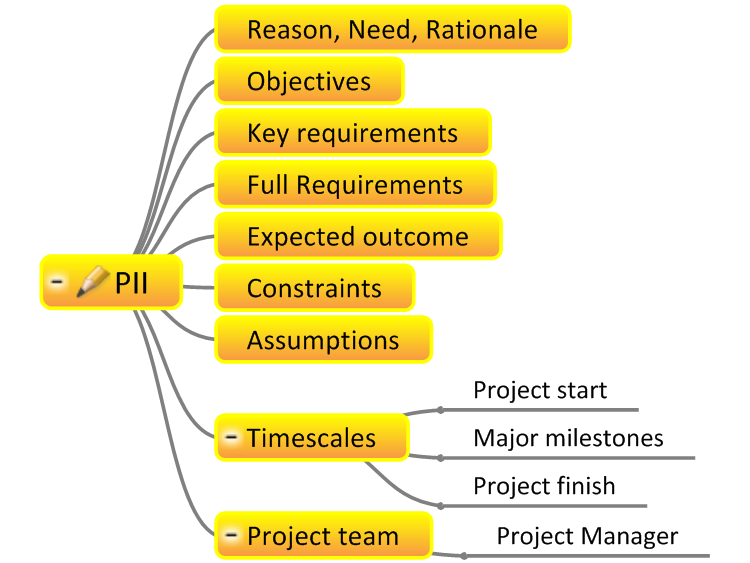 PII
Reason, Need, Rationale
Objectives
Key requirements
Full Requirements
Expected outcome
Constraints
Assumptions
Timescales
Project start
Major milestones
Project finish
Project team
Project Manager